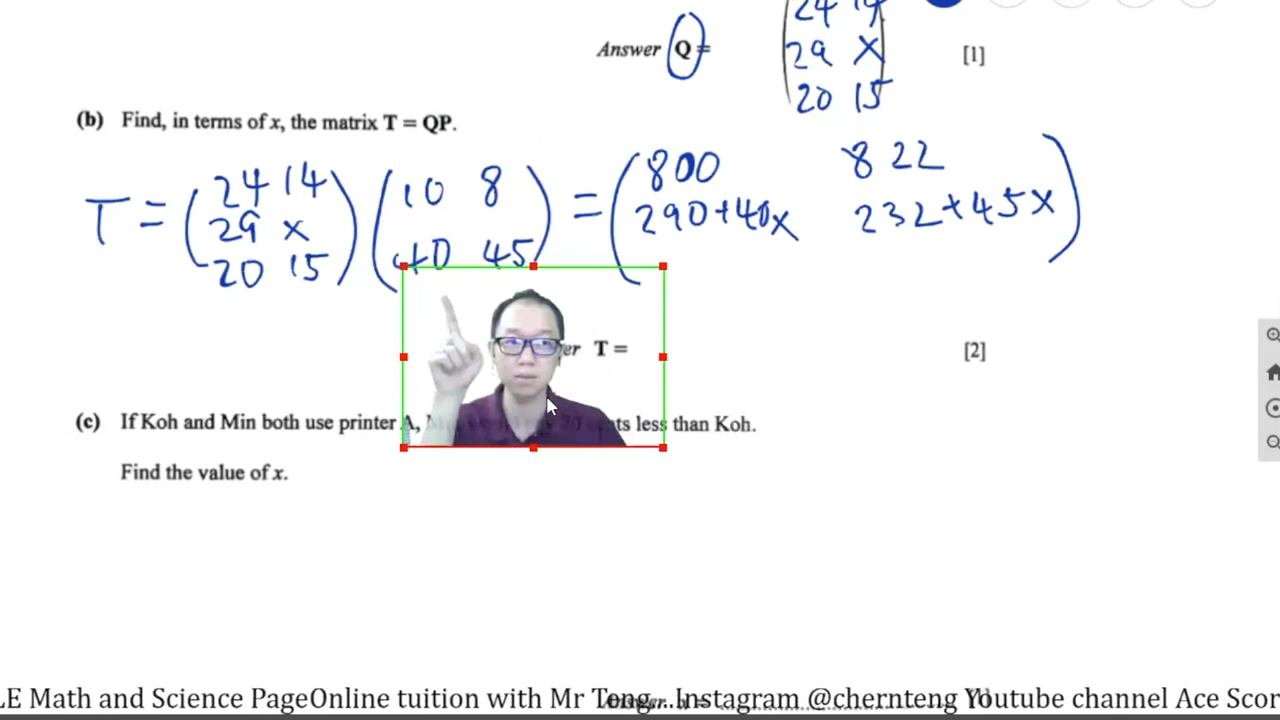 24 14
Answer Q =
29 x
[1]
20 15
(b) Find, in terms of x, the matrix T = QP.
T = (24 14 29 x 20 15) (10 8 40 45) = (800 822
290+40x 232+45x)
T =
[2]
(c) If Koh and Min both use printer A, ts less than Koh.
Find the value of x.
LE Math and Science PageOnline tuition with Mr Teng...Instagram @chernteng Youtube channel Ace Scor